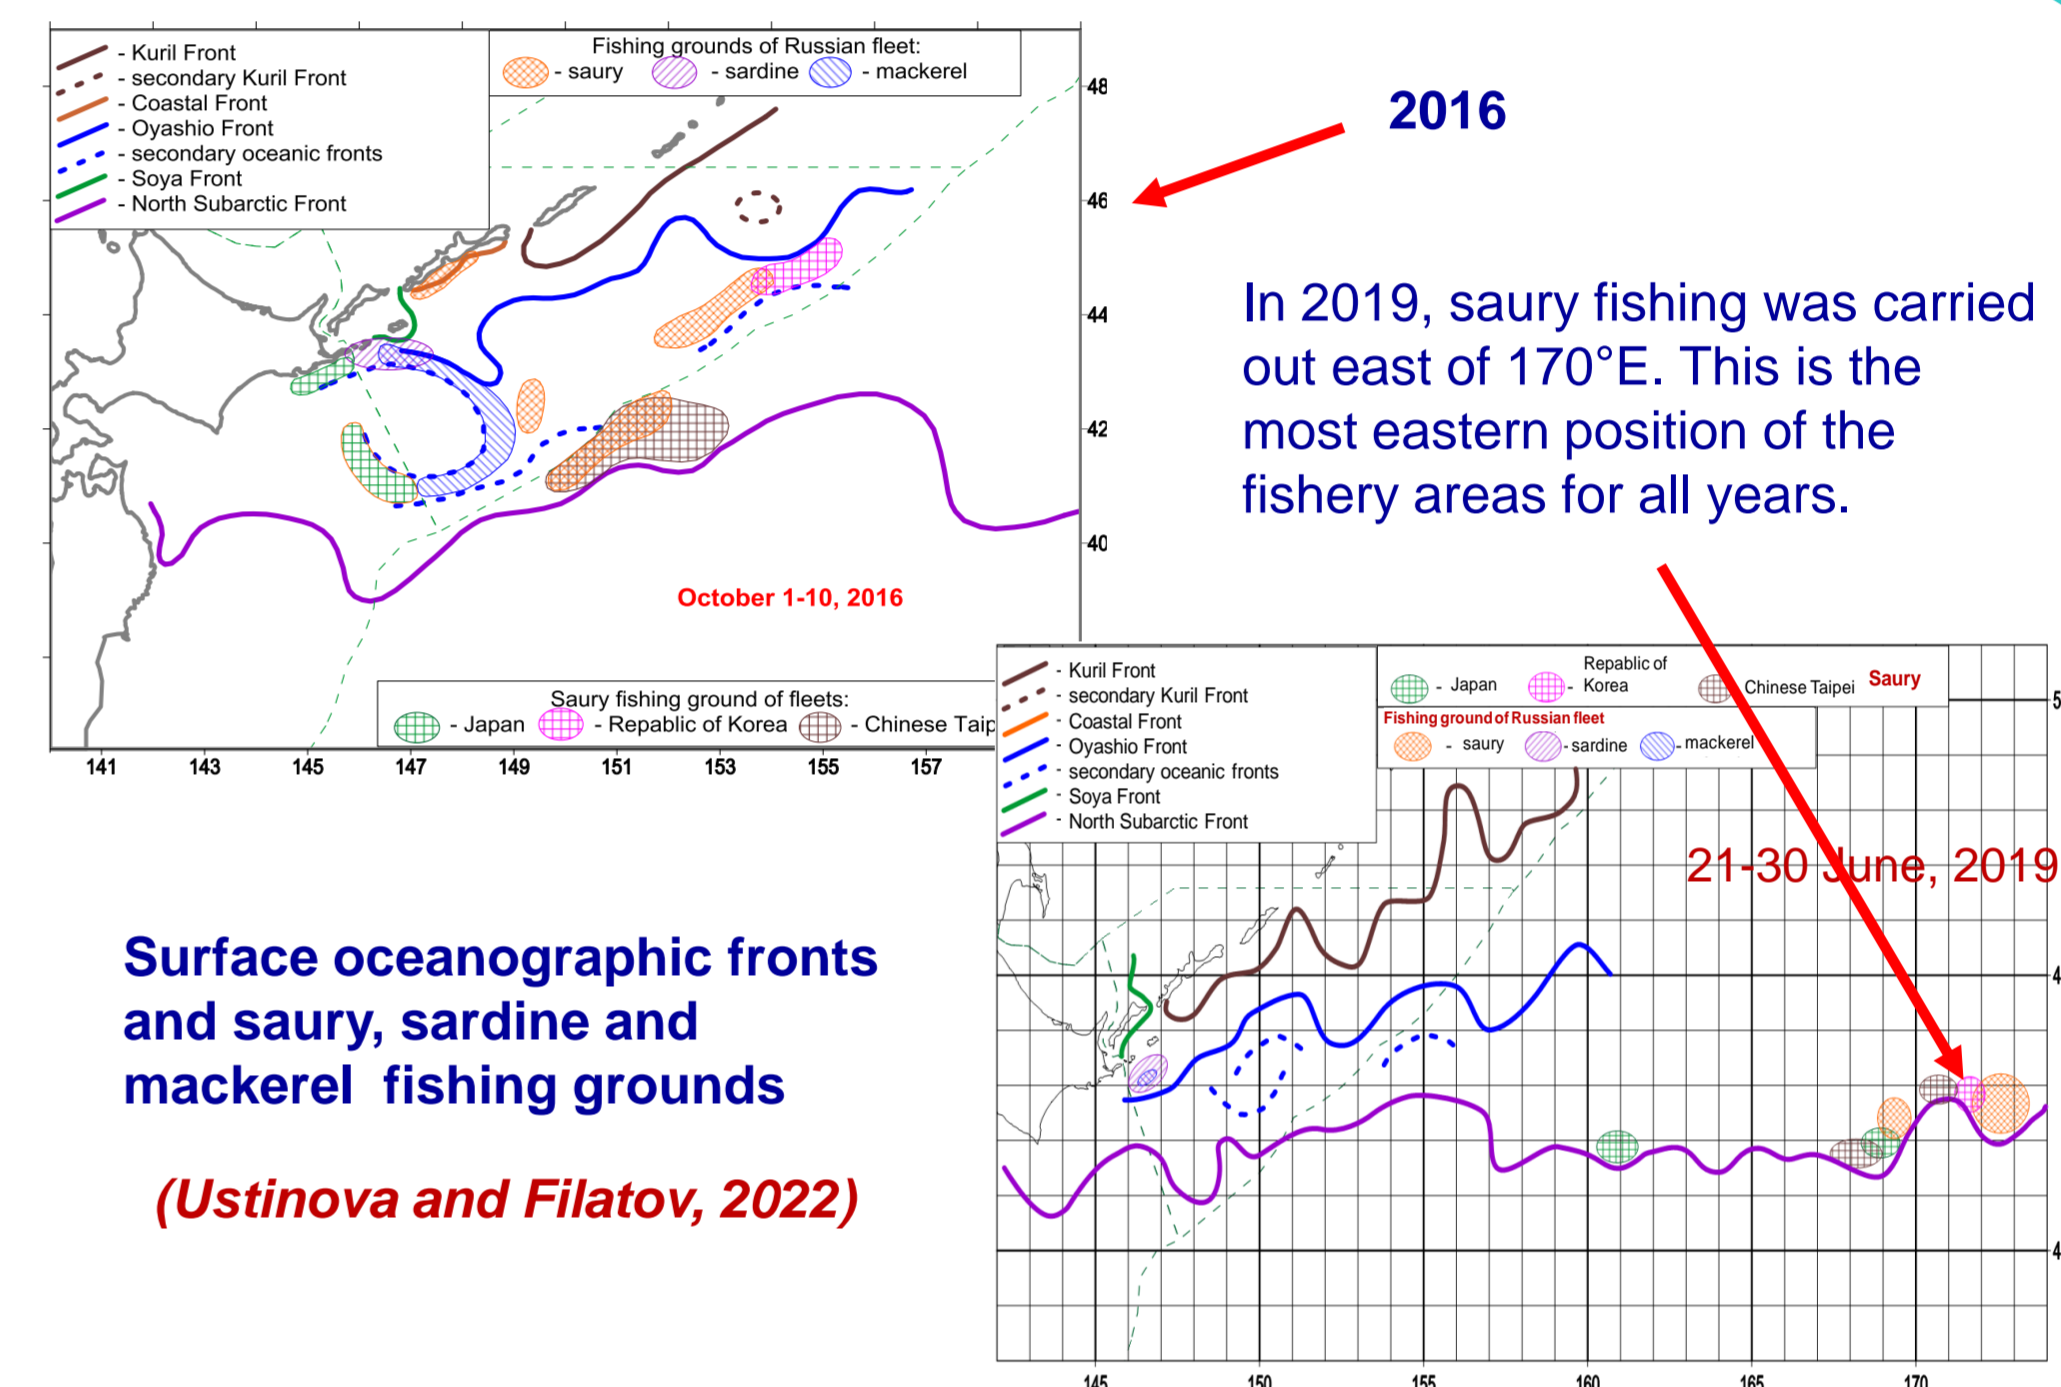 - Kuril Front
- secondary Kuril Front
- Coastal Front
- Oyashio Front
- secondary oceanic fronts
- Soya Front
- North Subarctic Front
Fishing grounds of Russian fleet:
- saury - sardine - mackerel
48
46
44
42
40
October 1-10, 2016
Saury fishing ground of fleets:
- Japan - Repablic of Korea - Chinese Taip
141 143 145 147 149 151 153 155 157
2016
In 2019, saury fishing was carried
out east of 170°E. This is the
most eastern position of the
fishery areas for all years.
- Kuril Front
- secondary Kuril Front
- Coastal Front
- Oyashio Front
- secondary oceanic fronts
- Soya Front
- North Subarctic Front
- Japan
Repablic of
- Korea
Chinese Taipei
Saury
Fishing ground of Russian fleet
- saury - sardine - mackerel
21-30 June, 2019
5
4
4
145 150 155 160 165 170
Surface oceanographic fronts
and saury, sardine and
mackerel fishing grounds
(Ustinova and Filatov, 2022)